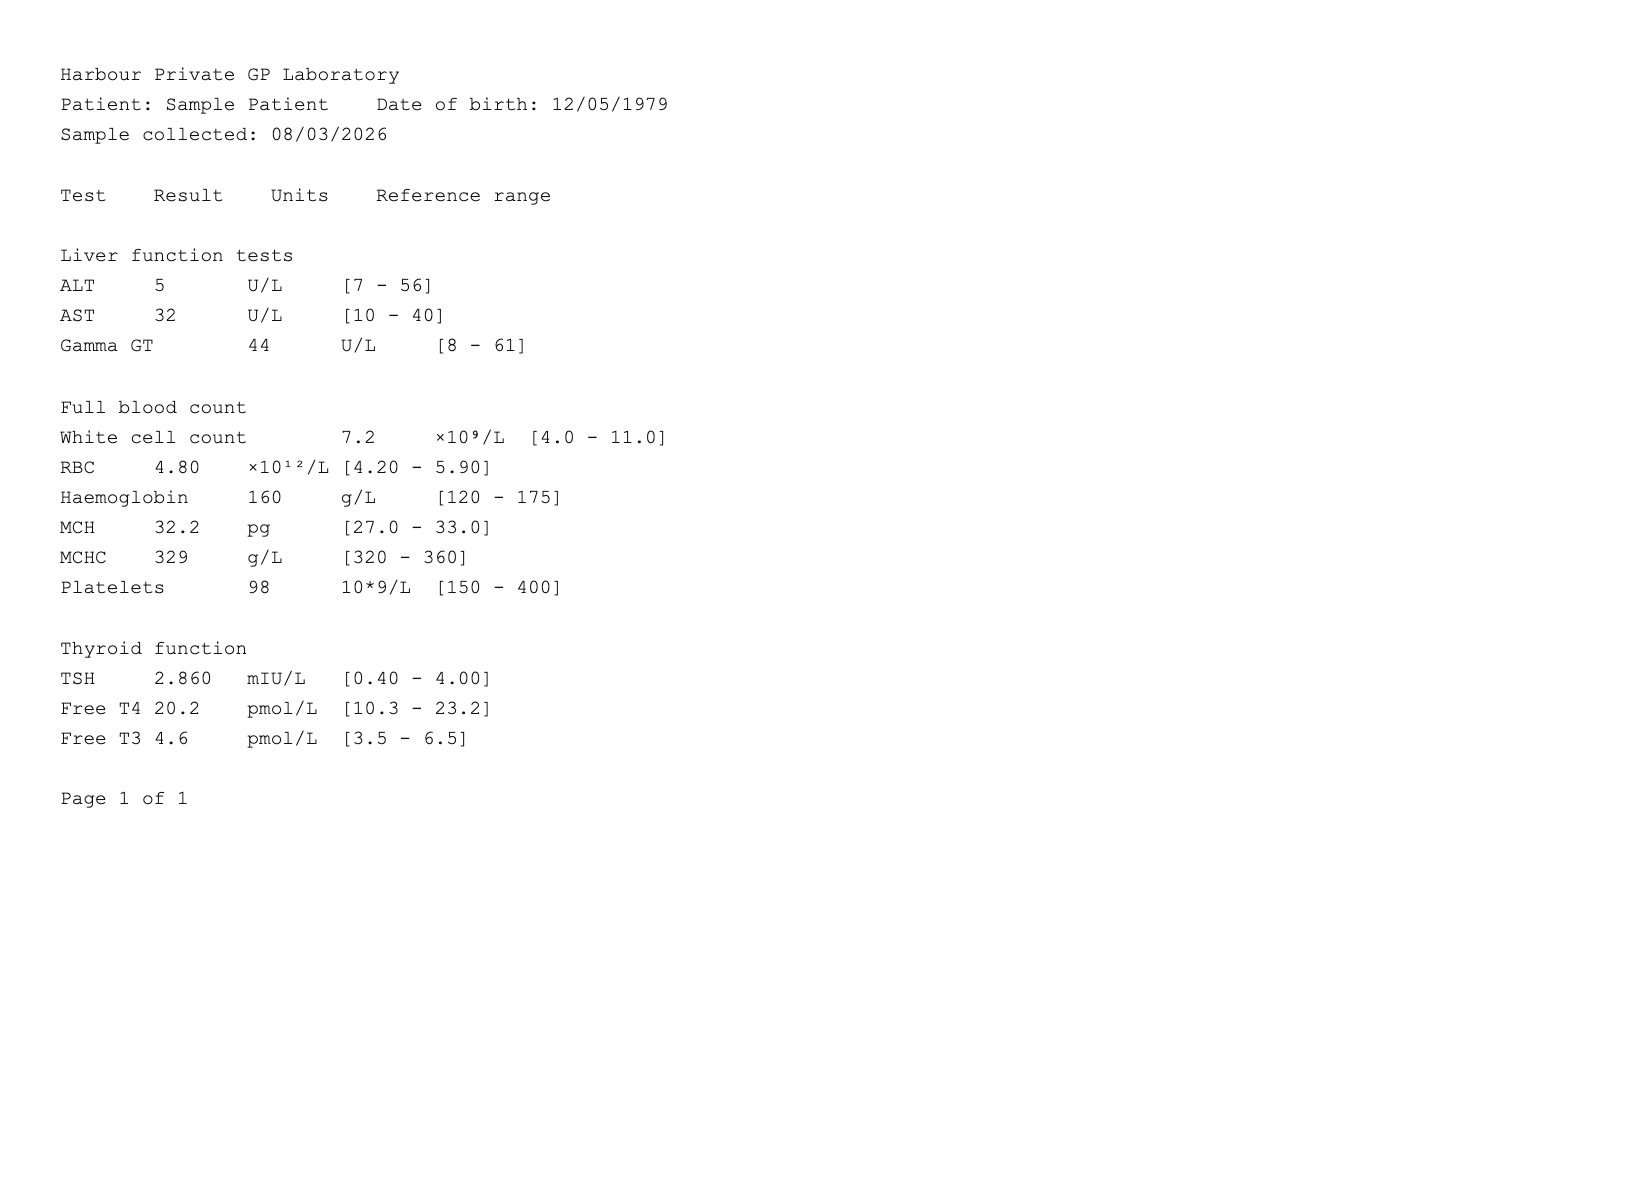 Harbour Private GP Laboratory
Patient: Sample Patient    Date of birth: 12/05/1979
Sample collected: 08/03/2026
Test    Result    Units    Reference range
Liver function tests
ALT     5       U/L     [7 - 56]
AST     32      U/L     [10 - 40]
Gamma GT        44      U/L     [8 - 61]
Full blood count
White cell count        7.2     ×10⁹/L  [4.0 - 11.0]
RBC     4.80    ×10¹²/L [4.20 - 5.90]
Haemoglobin     160     g/L     [120 - 175]
MCH     32.2    pg      [27.0 - 33.0]
MCHC    329     g/L     [320 - 360]
Platelets       98      10*9/L  [150 - 400]
Thyroid function
TSH     2.860   mIU/L   [0.40 - 4.00]
Free T4 20.2    pmol/L  [10.3 - 23.2]
Free T3 4.6     pmol/L  [3.5 - 6.5]
Page 1 of 1